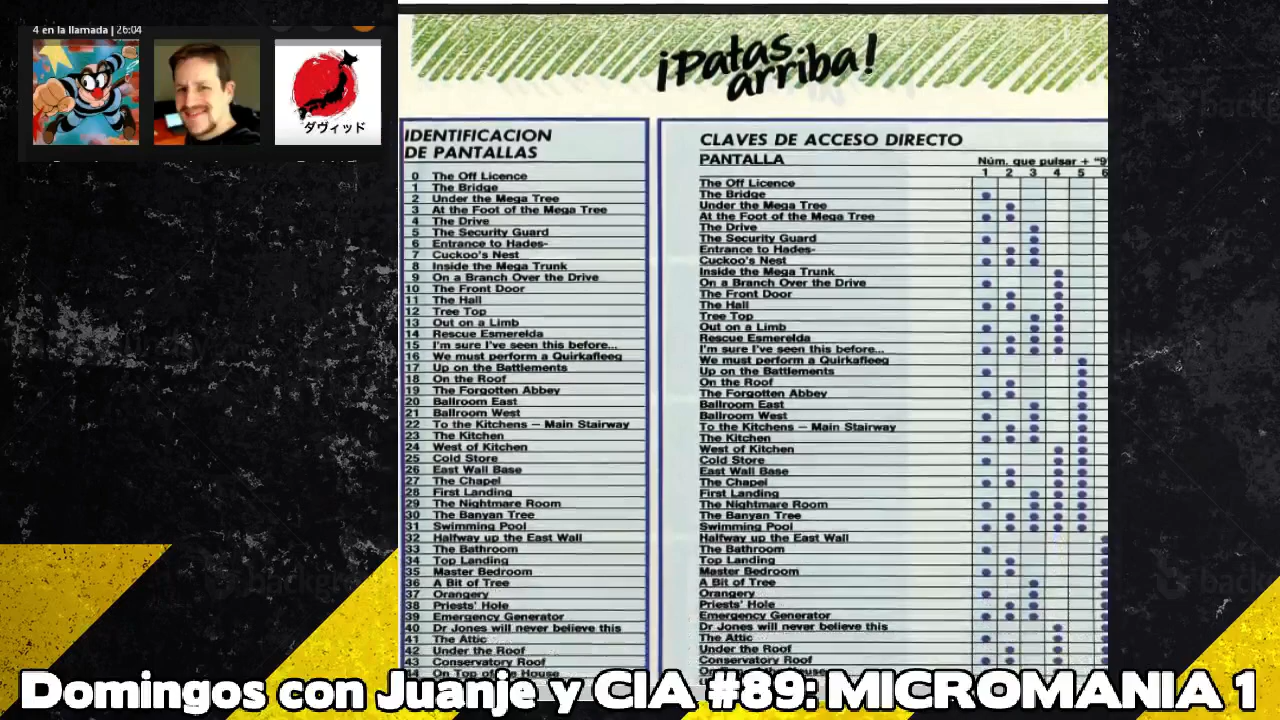 4 en la llamada | 26:04
ダヴィッド
¡Patas
arriba!
IDENTIFICACION
DE PANTALLAS
0 The Off Licence
1 The Bridge
2 Under the Mega Tree
3 At the Foot of the Mega Tree
4 The Drive
5 The Security Guard
6 Entrance to Hades-
7 Cuckoo's Nest
8 Inside the Mega Trunk
9 On a Branch Over the Drive
10 The Front Door
11 The Hall
12 Tree Top
13 Out on a Limb
14 Rescue Esmerelda
15 I'm sure I've seen this before...
16 We must perform a Quirkafleeg
17 Up on the Battlements
18 On the Roof
19 The Forgotten Abbey
20 Ballroom East
21 Ballroom West
22 To the Kitchens – Main Stairway
23 The Kitchen
24 West of Kitchen
25 Cold Store
26 East Wall Base
27 The Chapel
28 First Landing
29 The Nightmare Room
30 The Banyan Tree
31 Swimming Pool
32 Halfway up the East Wall
33 The Bathroom
34 Top Landing
35 Master Bedroom
36 A Bit of Tree
37 Orangery
38 Priests' Hole
39 Emergency Generator
40 Dr Jones will never believe this
41 The Attic
42 Under the Roof
43 Conservatory Roof
44 On Top of the House
CLAVES DE ACCESO DIRECTO
PANTALLA Núm. que pulsar + "9
1 2 3 4 5 6
The Off Licence
The Bridge
Under the Mega Tree
At the Foot of the Mega Tree
The Drive
The Security Guard
Entrance to Hades-
Cuckoo's Nest
Inside the Mega Trunk
On a Branch Over the Drive
The Front Door
The Hall
Tree Top
Out on a Limb
Rescue Esmerelda
I'm sure I've seen this before...
We must perform a Quirkafleeg
Up on the Battlements
On the Roof
The Forgotten Abbey
Ballroom East
Ballroom West
To the Kitchens – Main Stairway
The Kitchen
West of Kitchen
Cold Store
East Wall Base
The Chapel
First Landing
The Nightmare Room
The Banyan Tree
Swimming Pool
Halfway up the East Wall
The Bathroom
Top Landing
Master Bedroom
A Bit of Tree
Orangery
Priests' Hole
Emergency Generator
Dr Jones will never believe this
The Attic
Under the Roof
Conservatory Roof
On Top of the House
Domingos con Juanje y CIA #89: MICROMANIA 1